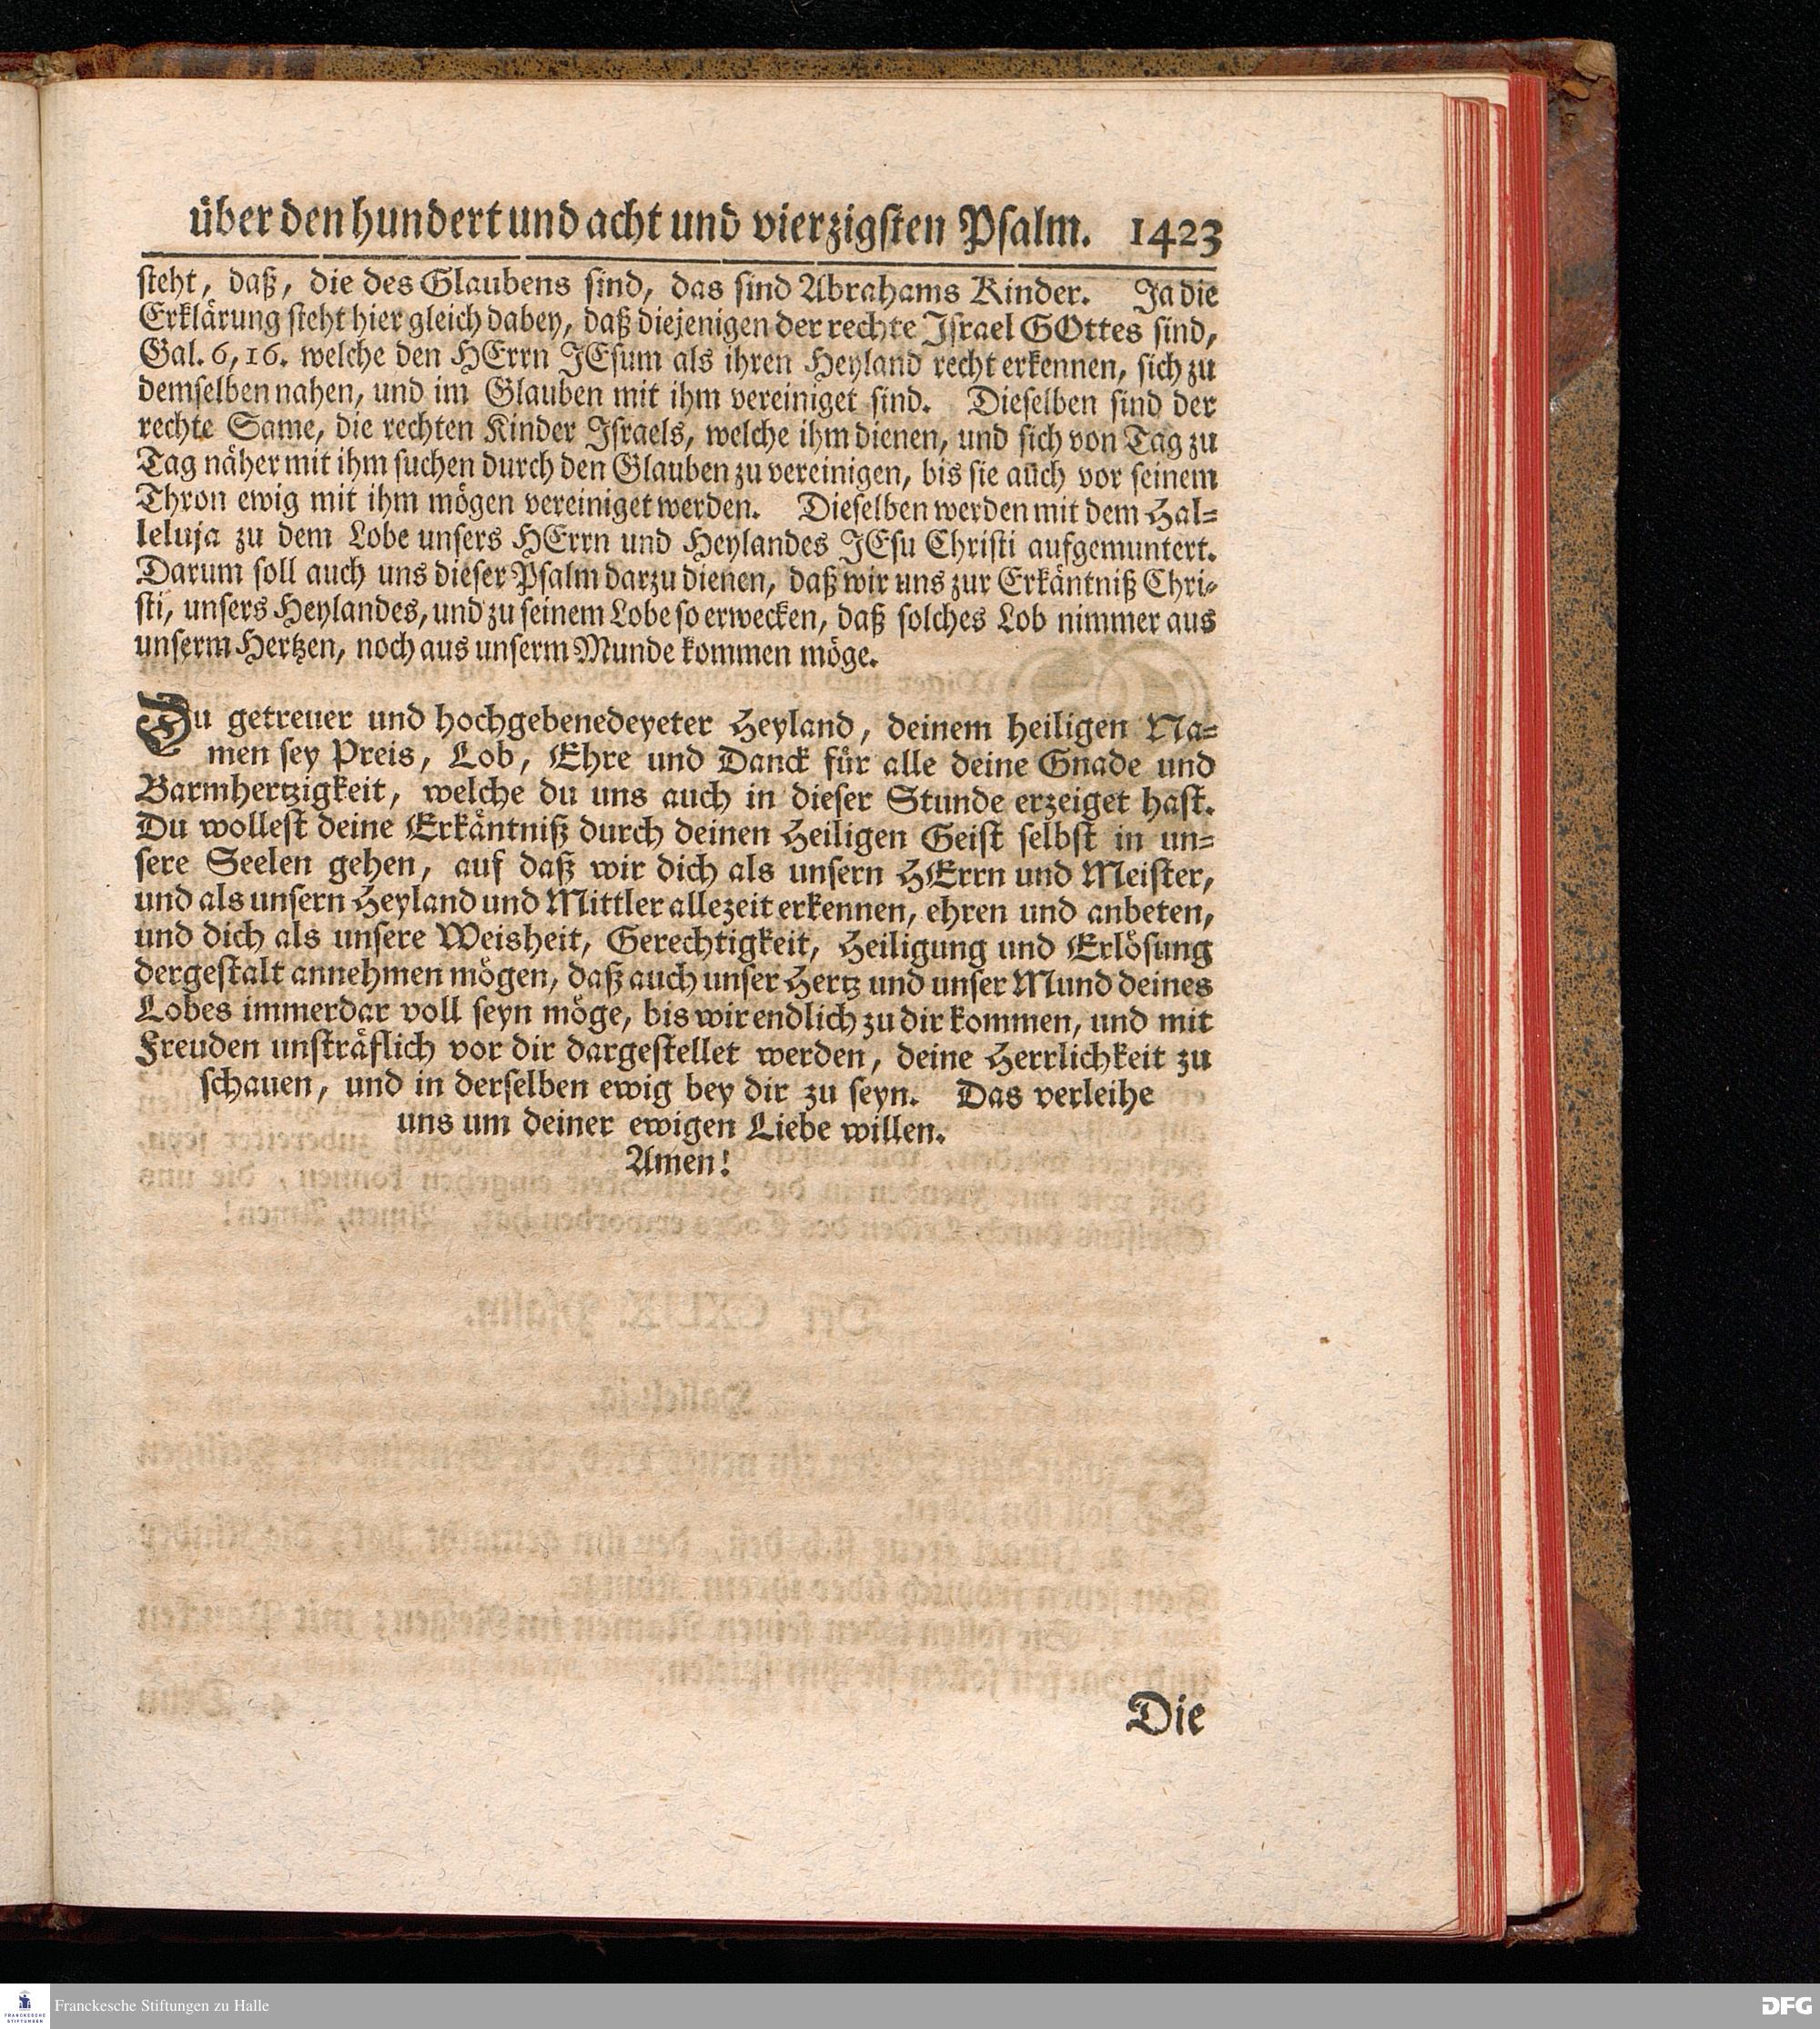 über den hundert und acht und vierzigsten Psalm. 1423
steht, daß, die des Glaubens sind, das sind Abrahams Kinder. Ja die
Erklärung steht hier gleich dabey, daß diejenigen der rechte Israel GOttes sind,
Gal. 6, 16. welche den HErrn JEsum als ihren Heyland recht erkennen, sich zu
demselben nahen, und im Glauben mit ihm vereiniget sind. Dieselben sind der
rechte Same, die rechten Kinder Israels, welche ihm dienen, und sich von Tag zu
Tag näher mit ihm suchen durch den Glauben zu vereinigen, bis sie auch vor seinem
Thron ewig mit ihm mögen vereiniget werden. Dieselben werden mit dem Hal-
leluja zu dem Lobe unsers HErrn und Heylandes JEsu Christi aufgemuntert.
Darum soll auch uns dieser Psalm darzu dienen, daß wir uns zur Erkäntniß Chri-
sti, unsers Heylandes, und zu seinem Lobe so erwecken, daß solches Lob nimmer aus
unserm Hertzen, noch aus unserm Munde kommen möge.
Du getreuer und hochgebenedeyeter Heyland, deinem heiligen Na-
men sey Preis, Lob, Ehre und Danck für alle deine Gnade und
Barmhertzigkeit, welche du uns auch in dieser Stunde erzeiget hast.
Du wollest deine Erkäntniß durch deinen Heiligen Geist selbst in un-
sere Seelen gehen, auf daß wir dich als unsern HErrn und Meister,
und als unsern Heyland und Mittler allezeit erkennen, ehren und anbeten,
und dich als unsere Weisheit, Gerechtigkeit, Heiligung und Erlösung
dergestalt annehmen mögen, daß auch unser Hertz und unser Mund deines
Lobes immerdar voll seyn möge, bis wir endlich zu dir kommen, und mit
Freuden unsträflich vor dir dargestellet werden, deine Herrlichkeit zu
schauen, und in derselben ewig bey dir zu seyn. Das verleihe
uns um deiner ewigen Liebe willen.
Amen!
Die
FRANCKESCHE
STIFTUNGEN
Franckesche Stiftungen zu Halle
DFG